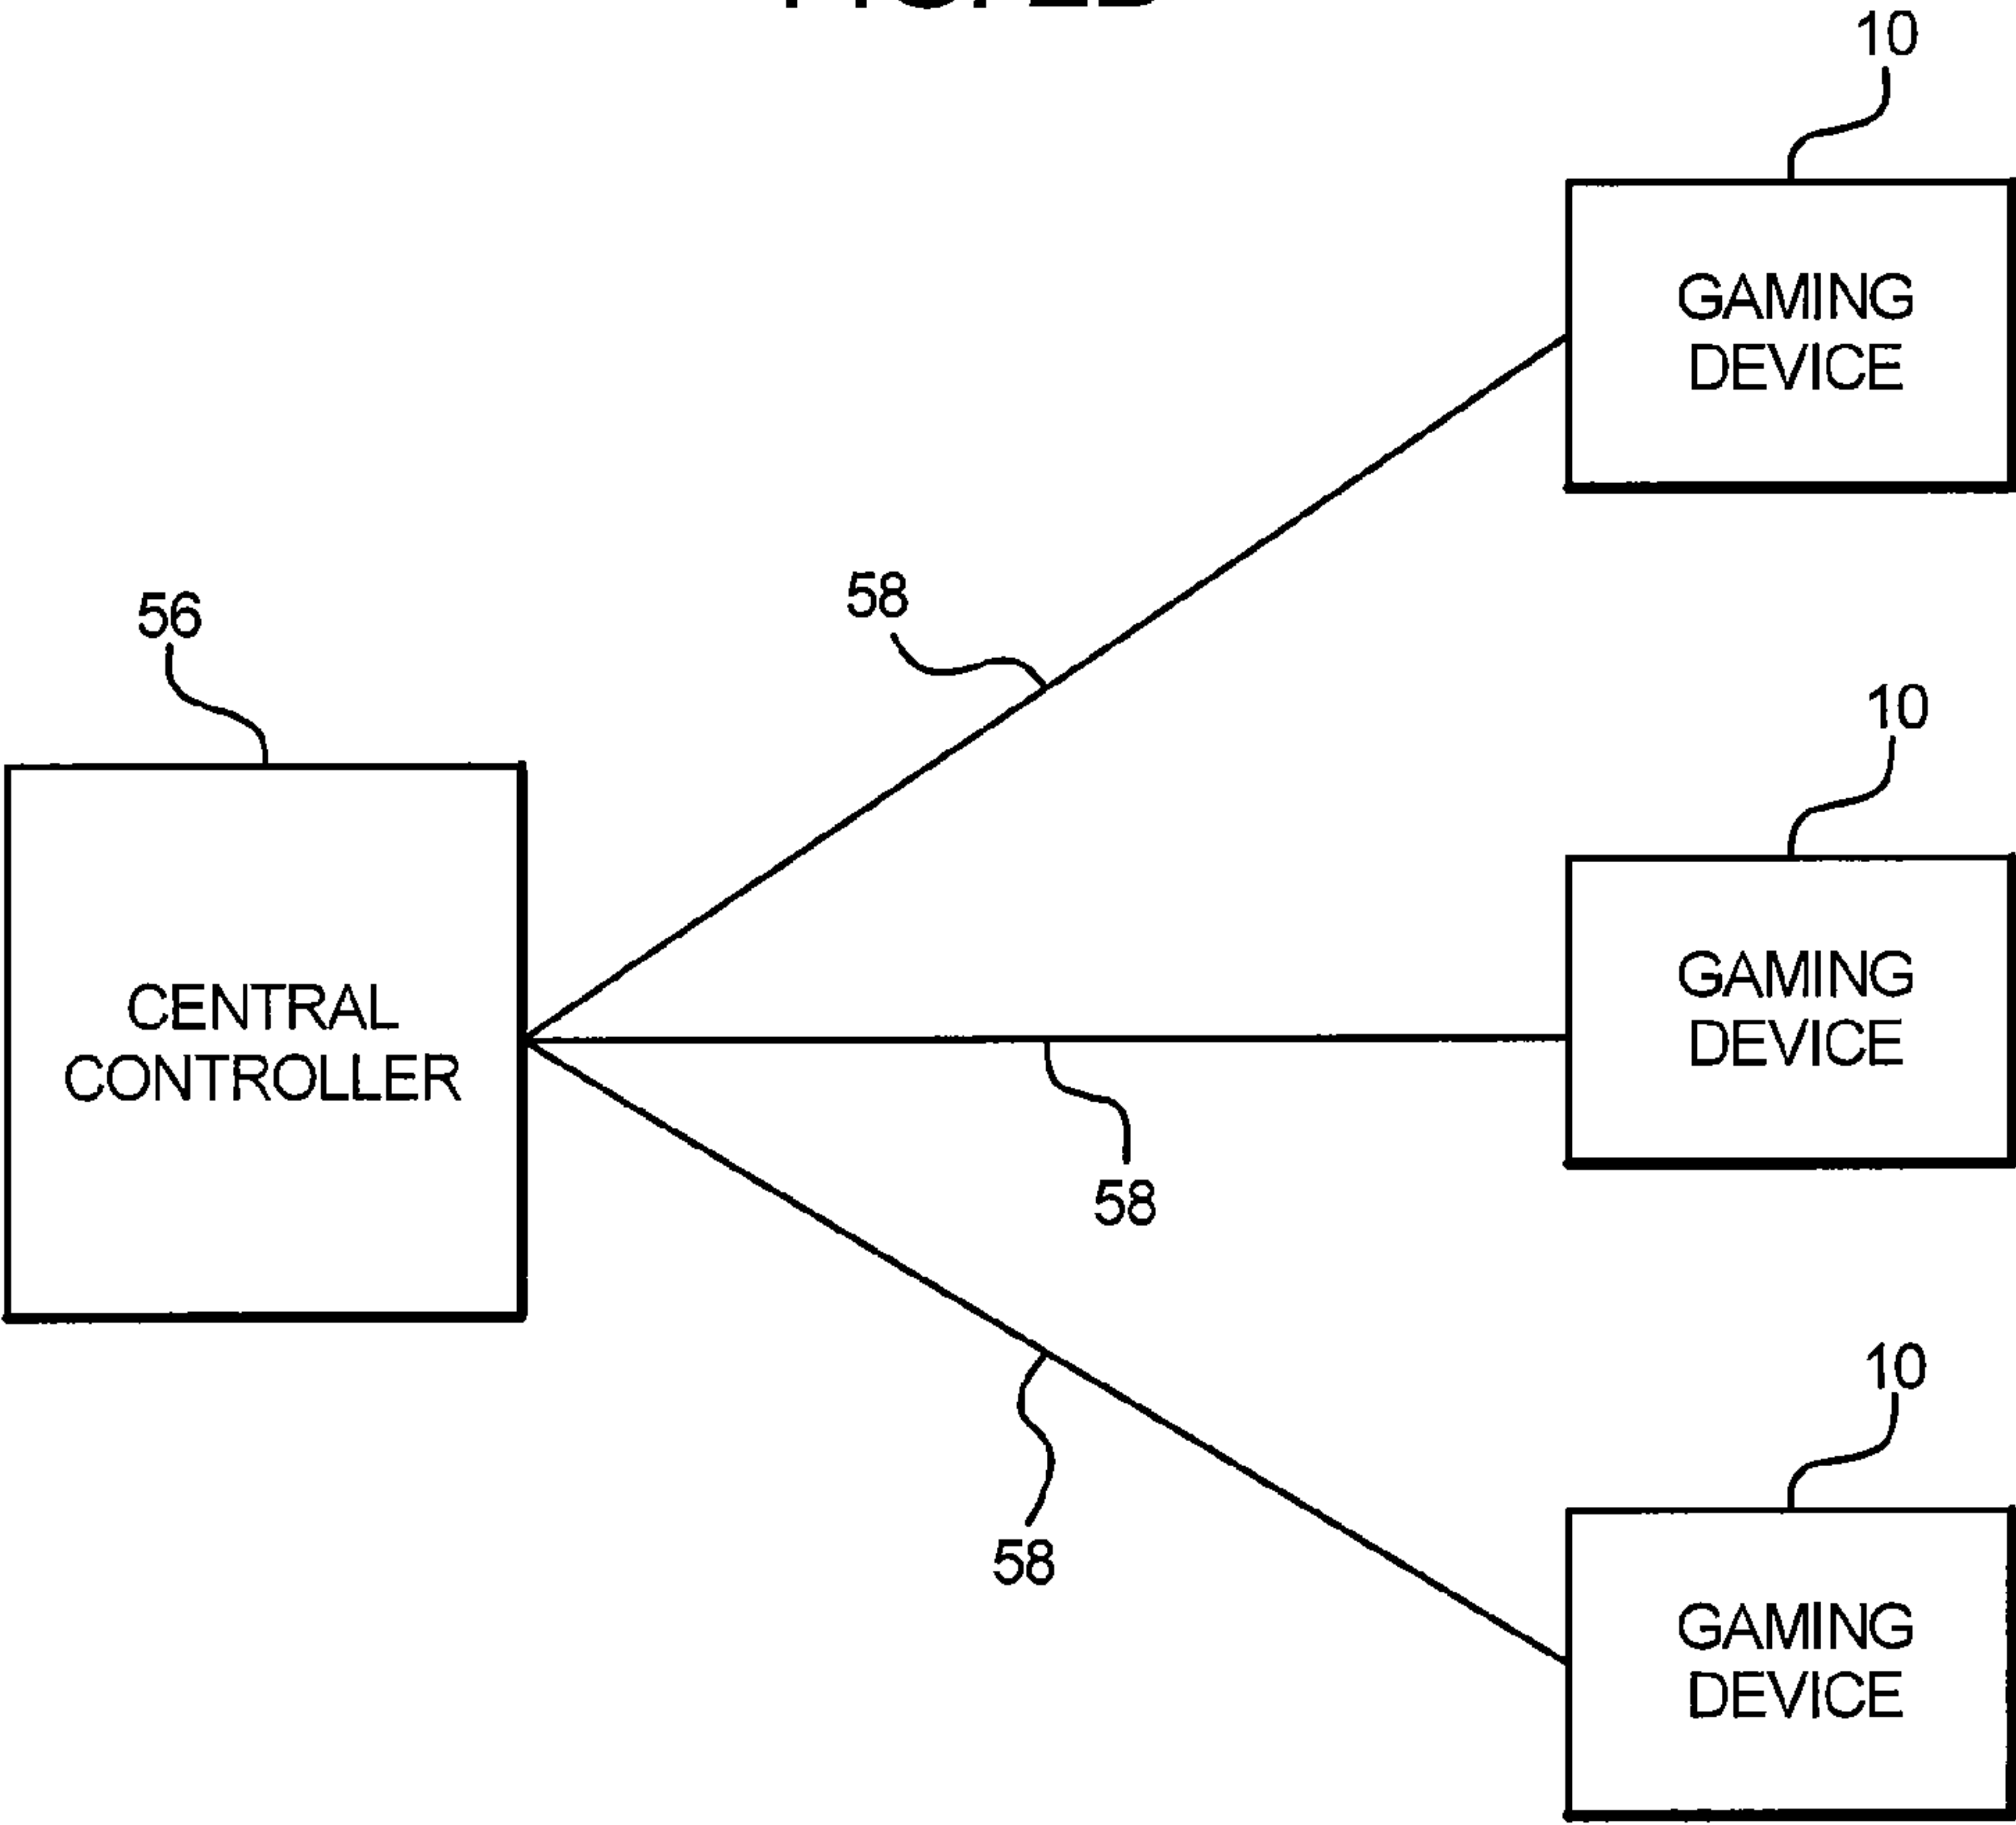 10
GAMING
DEVICE
58
56
10
CENTRAL
CONTROLLER
GAMING
DEVICE
58
10
58
GAMING
DEVICE